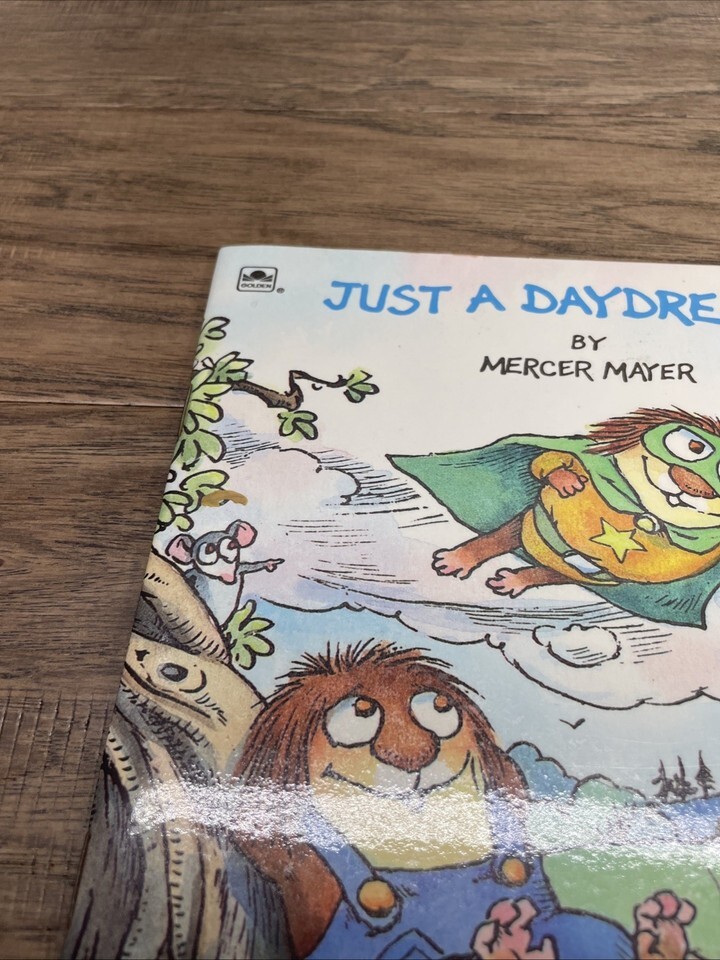 GOLDEN ®
JUST A DAYDRE
BY
MERCER MAYER